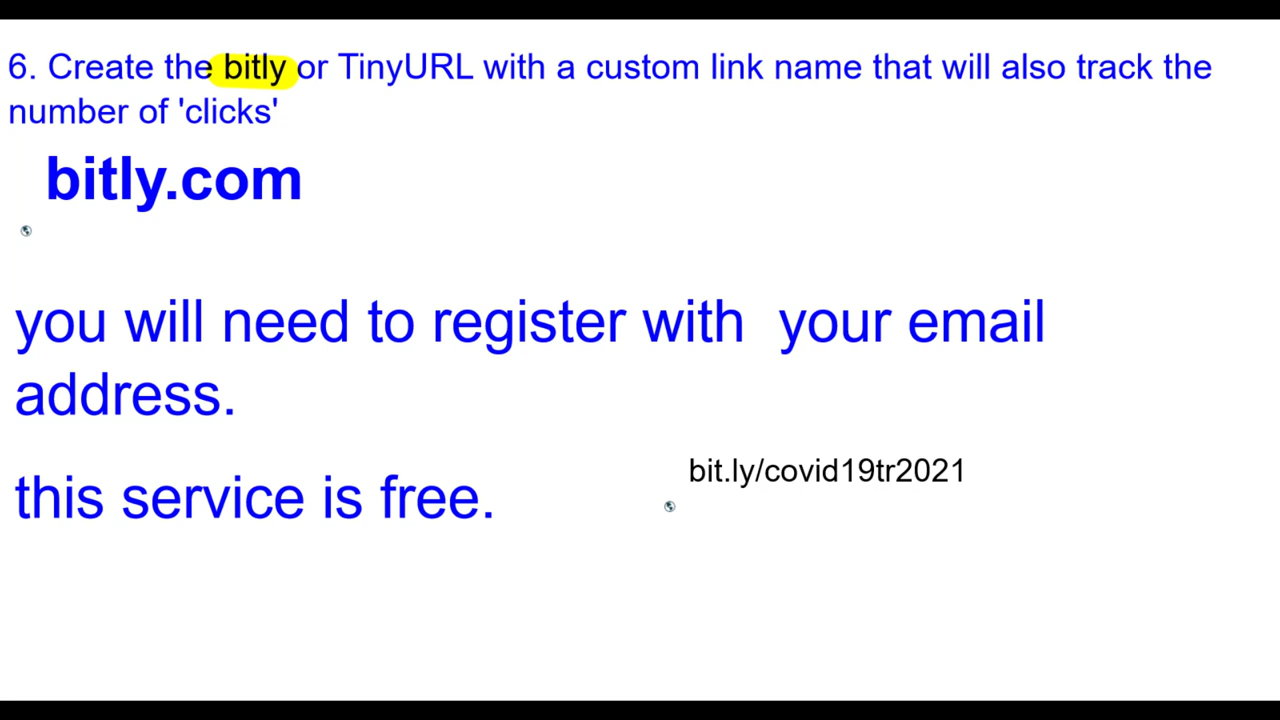 6. Create the bitly or TinyURL with a custom link name that will also track the
number of 'clicks'
bitly.com
you will need to register with  your email
address.
bit.ly/covid19tr2021
this service is free.